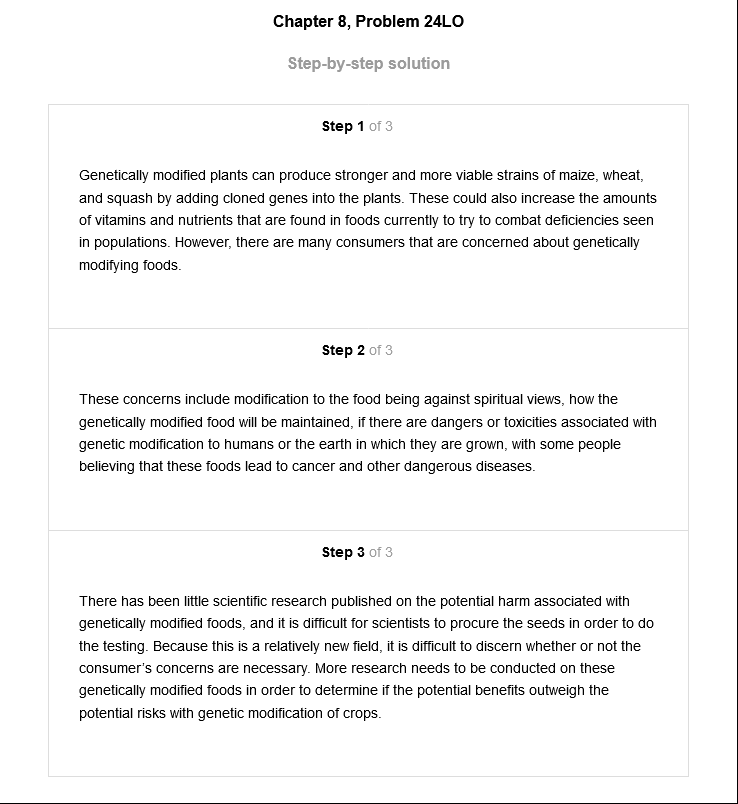 Chapter 8, Problem 24LO
Step-by-step solution
Step 1 of 3
Genetically modified plants can produce stronger and more viable strains of maize, wheat,
and squash by adding cloned genes into the plants. These could also increase the amounts
of vitamins and nutrients that are found in foods currently to try to combat deficiencies seen
in populations. However, there are many consumers that are concerned about genetically
modifying foods.
Step 2 of 3
These concerns include modification to the food being against spiritual views, how the
genetically modified food will be maintained, if there are dangers or toxicities associated with
genetic modification to humans or the earth in which they are grown, with some people
believing that these foods lead to cancer and other dangerous diseases.
Step 3 of 3
There has been little scientific research published on the potential harm associated with
genetically modified foods, and it is difficult for scientists to procure the seeds in order to do
the testing. Because this is a relatively new field, it is difficult to discern whether or not the
consumer's concerns are necessary. More research needs to be conducted on these
genetically modified foods in order to determine if the potential benefits outweigh the
potential risks with genetic modification of crops.